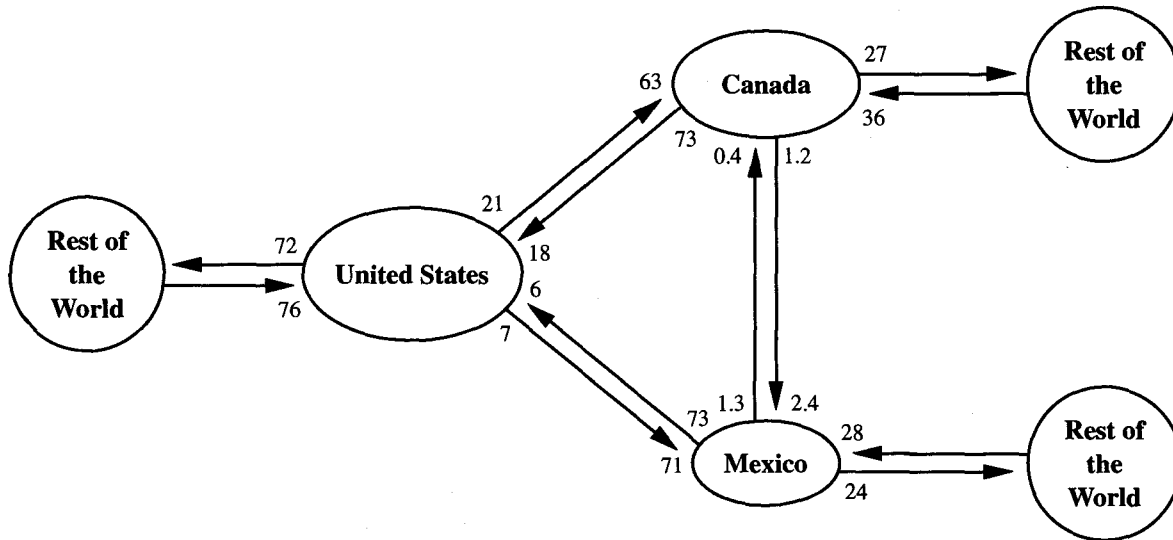 27
Rest of
the
World
63
Canada
36
73
0.4
1.2
21
Rest of
the
World
72
18
United States
76
6
7
1.3
2.4
73
28
71
Mexico
24
Rest of
the
World